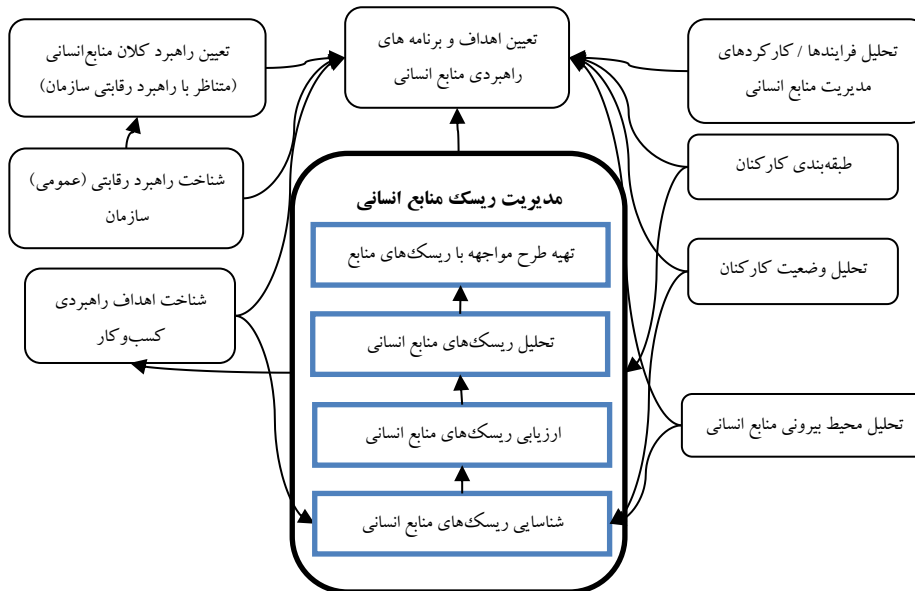 تحلیل فرایندها / کارکردهای
مدیریت منابع انسانی
تعیین اهداف و برنامه های
راهبردی منابع انسانی
تعیین راهبرد کلان منابع‌انسانی
(متناظر با راهبرد رقابتی سازمان)
طبقه‌بندی کارکنان
شناخت راهبرد رقابتی (عمومی)
سازمان
مدیریت ریسک منابع انسانی
تهیه طرح مواجهه با ریسک‌های منابع
تحلیل وضعیت کارکنان
شناخت اهداف راهبردی
کسب‌وکار
تحلیل ریسک‌های منابع انسانی
ارزیابی ریسک‌های منابع انسانی
تحلیل محیط بیرونی منابع انسانی
شناسایی ریسک‌های منابع انسانی